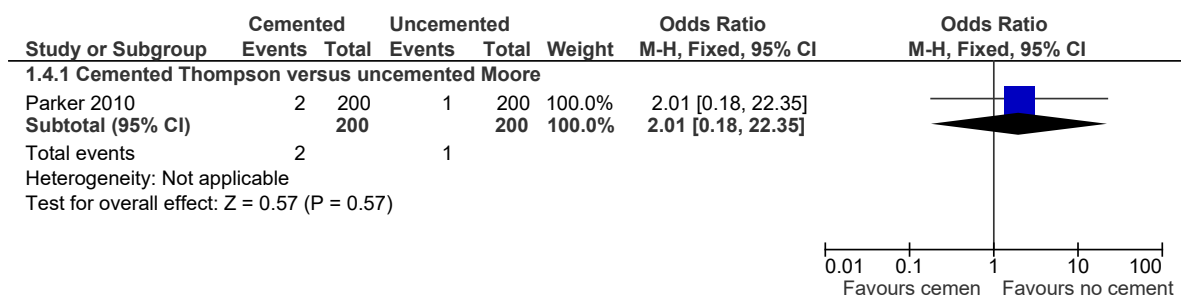 Cemented Uncemented Odds Ratio Odds Ratio
Study or Subgroup Events Total Events Total Weight M-H, Fixed, 95% CI M-H, Fixed, 95% CI
1.4.1 Cemented Thompson versus uncemented Moore
Parker 2010 2 200 1 200 100.0% 2.01 [0.18, 22.35]
Subtotal (95% CI) 200 200 100.0% 2.01 [0.18, 22.35]
Total events 2 1
Heterogeneity: Not applicable
Test for overall effect: Z = 0.57 (P = 0.57)
0.01 0.1 1 10 100
Favours cemen Favours no cement